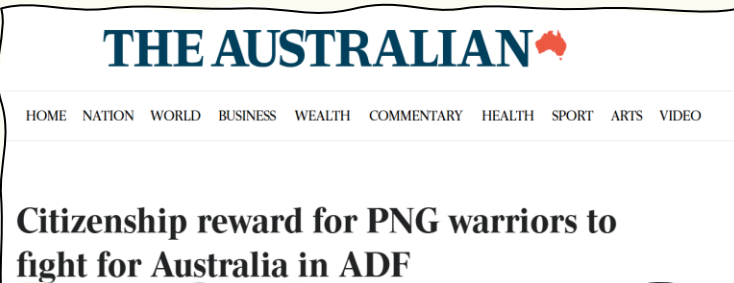 THE AUSTRALIAN
HOME NATION WORLD BUSINESS WEALTH COMMENTARY HEALTH SPORT ARTS VIDEO
Citizenship reward for PNG warriors to
fight for Australia in ADF